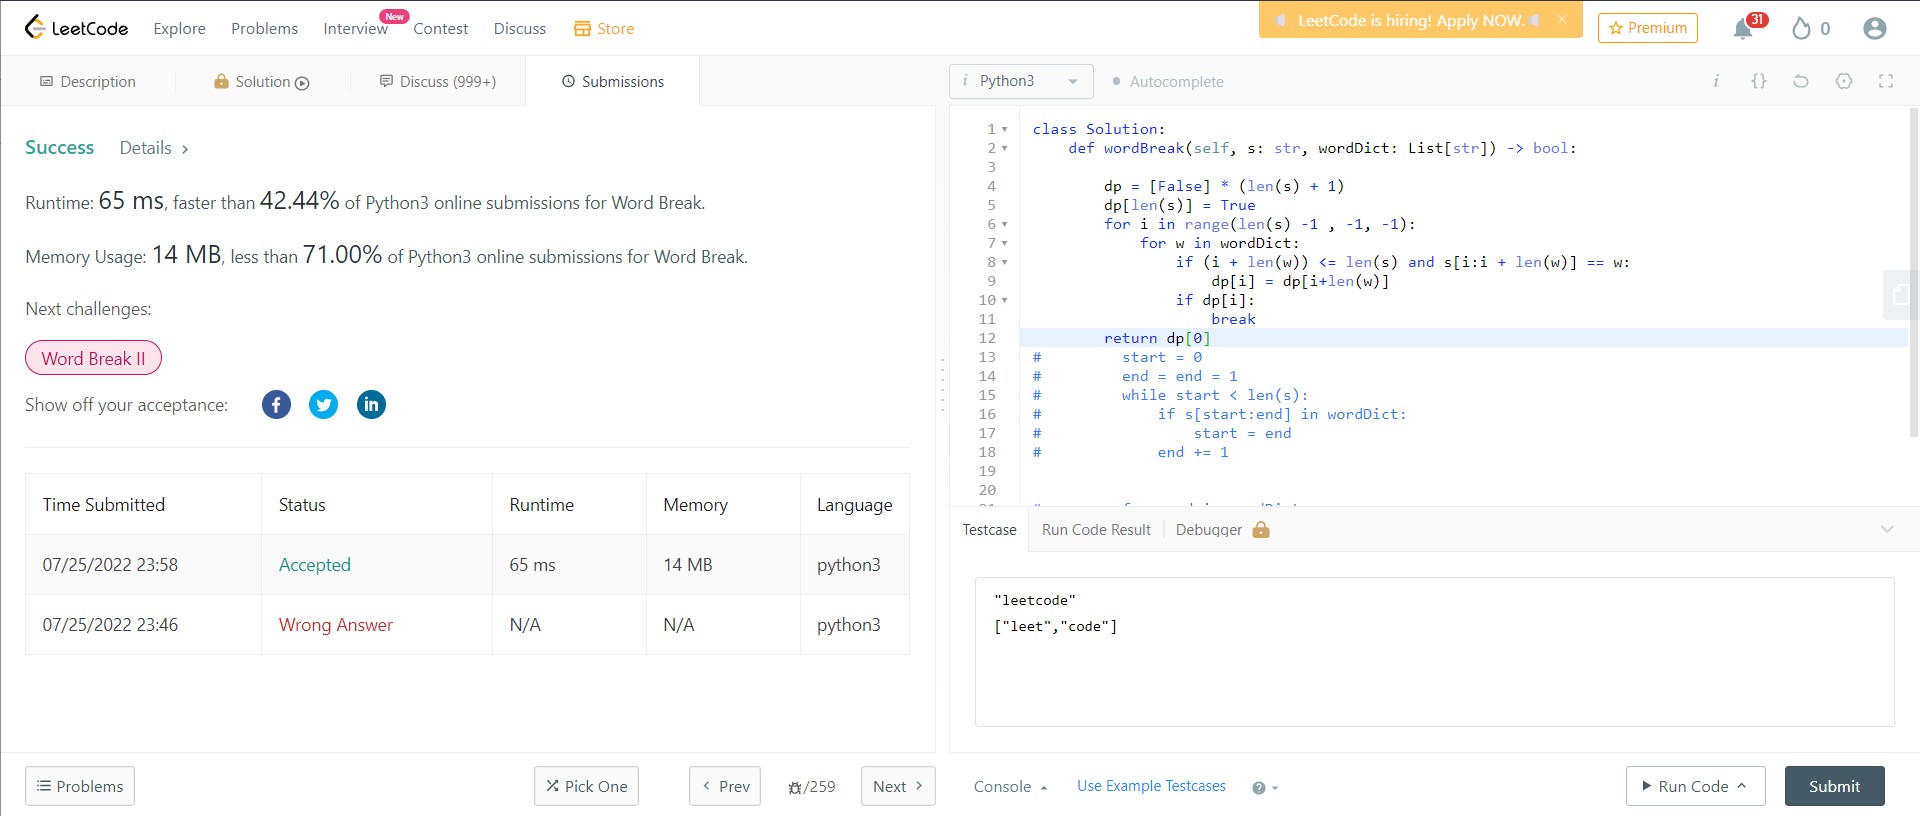 LeetCode
Explore
Problems
Interview
New
Contest
Discuss
Store
LeetCode is hiring! Apply NOW.
Premium
31
0
Description
Solution
Discuss (999+)
Submissions
Success
Details
Runtime: 65 ms, faster than 42.44% of Python3 online submissions for Word Break.
Memory Usage: 14 MB, less than 71.00% of Python3 online submissions for Word Break.
Next challenges:
Word Break II
Show off your acceptance:
Time Submitted Status Runtime Memory Language
07/25/2022 23:58 Accepted 65 ms 14 MB python3
07/25/2022 23:46 Wrong Answer N/A N/A python3
Problems
Pick One
Prev
/259
Next
Python3
Autocomplete
1 class Solution:
2     def wordBreak(self, s: str, wordDict: List[str]) -> bool:
3
4         dp = [False] * (len(s) + 1)
5         dp[len(s)] = True
6         for i in range(len(s) -1 , -1, -1):
7             for w in wordDict:
8                 if (i + len(w)) <= len(s) and s[i:i + len(w)] == w:
9                     dp[i] = dp[i+len(w)]
10                 if dp[i]:
11                     break
12         return dp[0]
13 #         start = 0
14 #         end = end = 1
15 #         while start < len(s):
16 #             if s[start:end] in wordDict:
17 #                 start = end
18 #             end += 1
19
20
Testcase
Run Code Result
Debugger
"leetcode"
["leet","code"]
Console
Use Example Testcases
Run Code
Submit